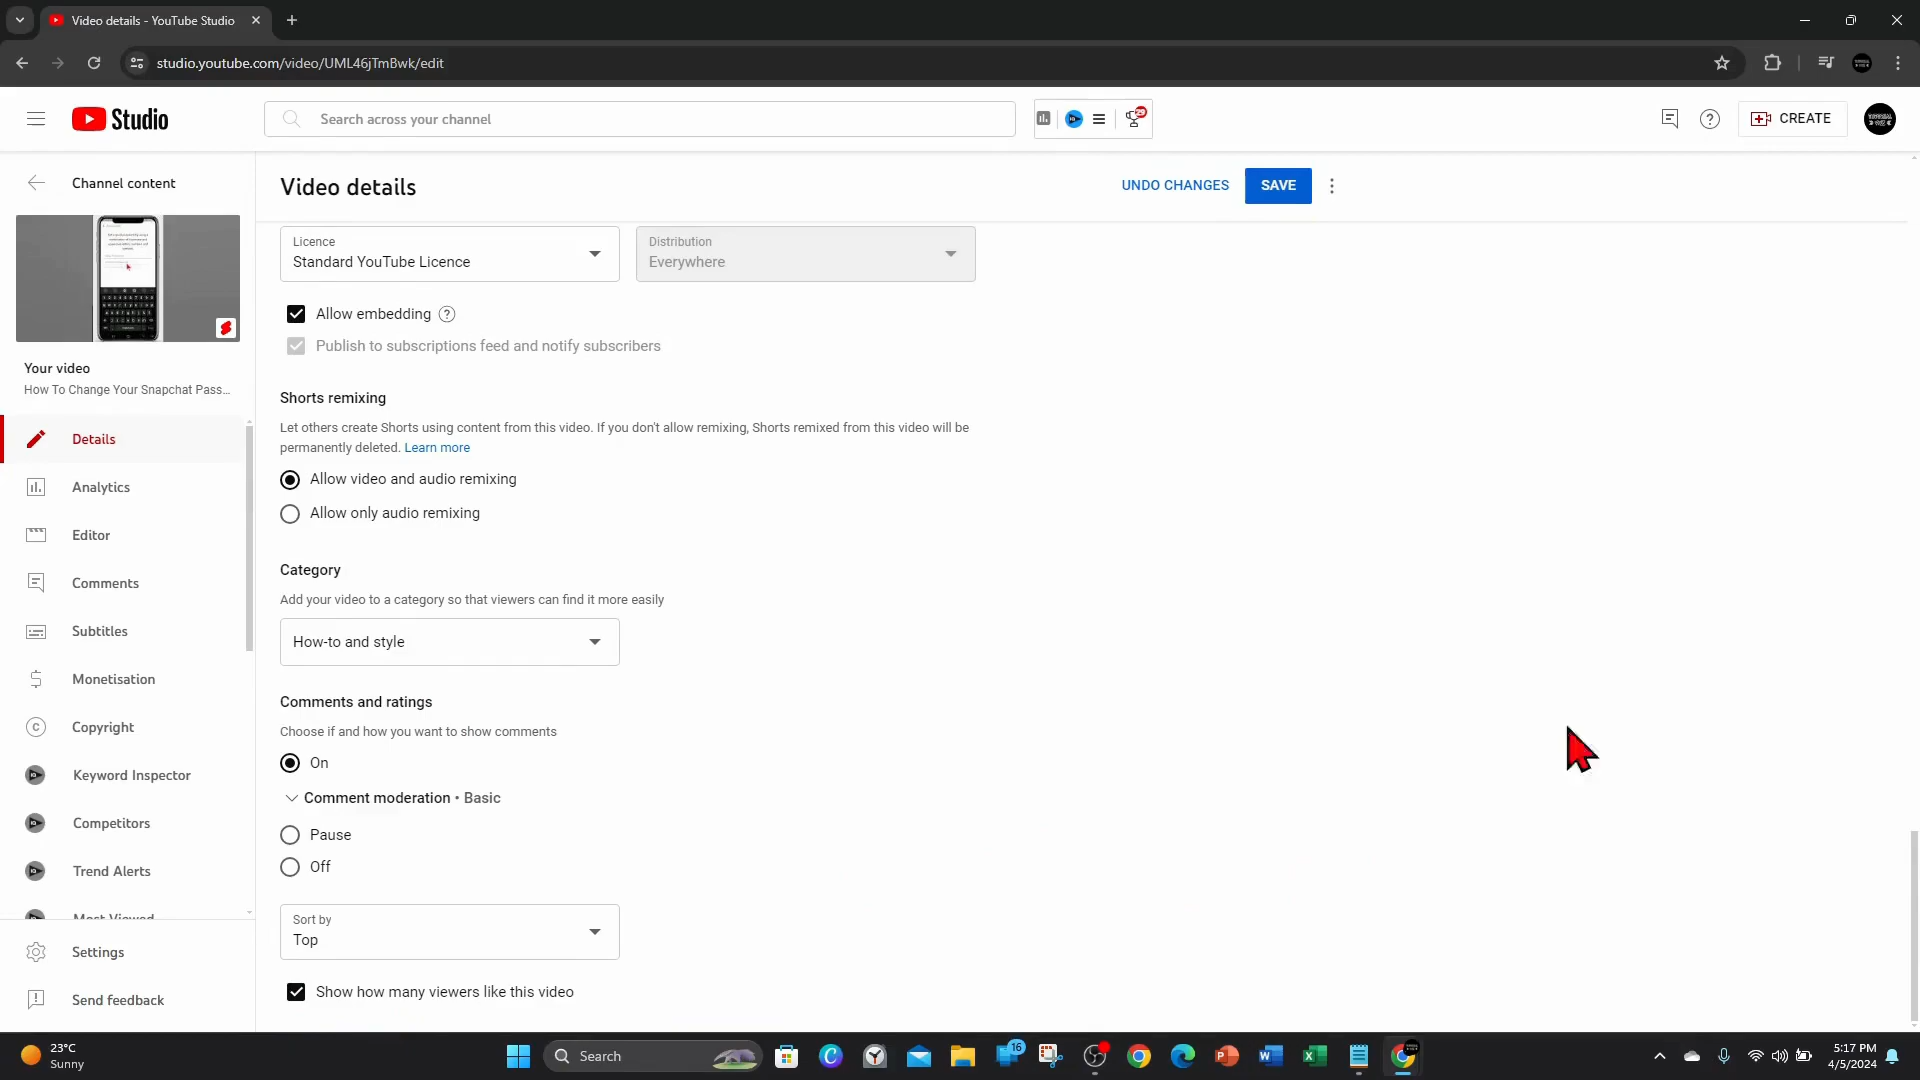 Video details - YouTube Studio
studio.youtube.com/video/UML46jTmBwk/edit
Studio
Search across your channel
29
CREATE
Channel content
Video details
UNDO CHANGES
SAVE
Licence
Standard YouTube Licence
Distribution
Everywhere
Allow embedding
Publish to subscriptions feed and notify subscribers
Your video
How To Change Your Snapchat Pass...
Shorts remixing
Let others create Shorts using content from this video. If you don't allow remixing, Shorts remixed from this video will be
permanently deleted. Learn more
Allow video and audio remixing
Allow only audio remixing
Details
Analytics
Editor
Comments
Subtitles
Monetisation
Copyright
Keyword Inspector
Competitors
Trend Alerts
Most Viewed
Settings
Send feedback
Category
Add your video to a category so that viewers can find it more easily
How-to and style
Comments and ratings
Choose if and how you want to show comments
On
Comment moderation • Basic
Pause
Off
Sort by
Top
Show how many viewers like this video
23°C
Sunny
Search
16
5:17 PM
4/5/2024